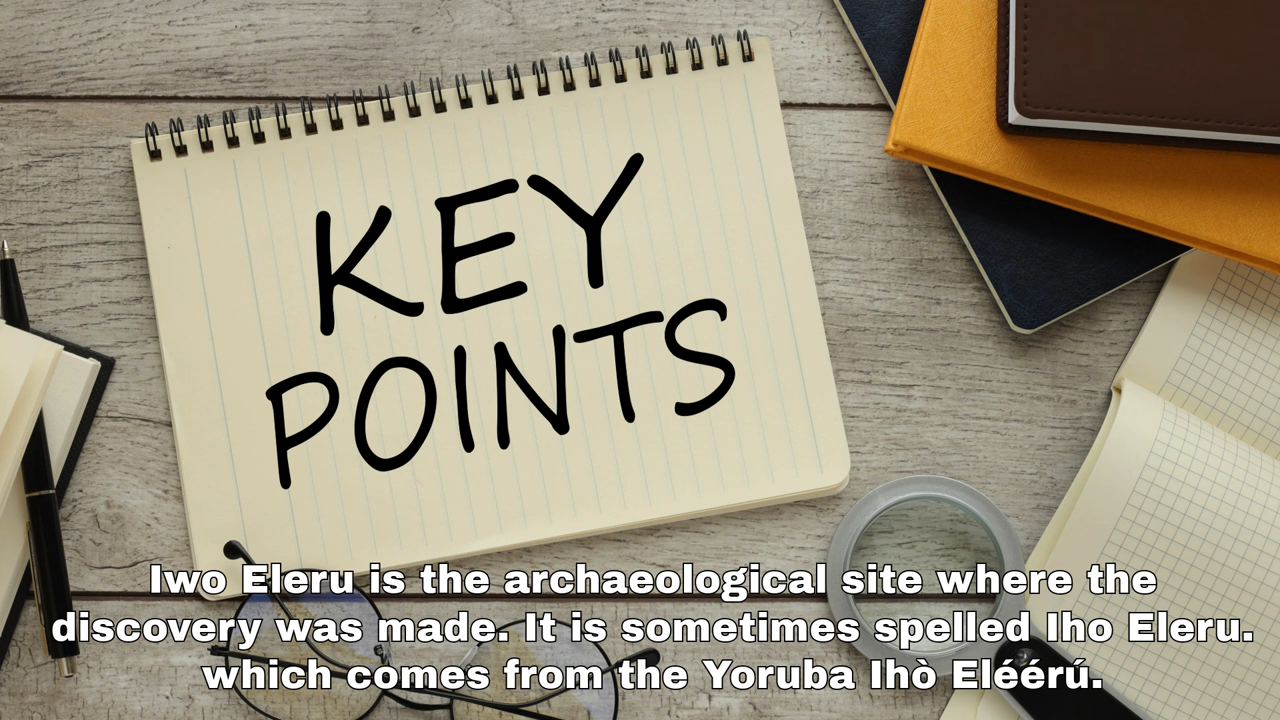 KEY
POINTS
Iwo Eleru is the archaeological site where the
discovery was made. It is sometimes spelled Iho Eleru.
which comes from the Yoruba Ihò Eléérú.